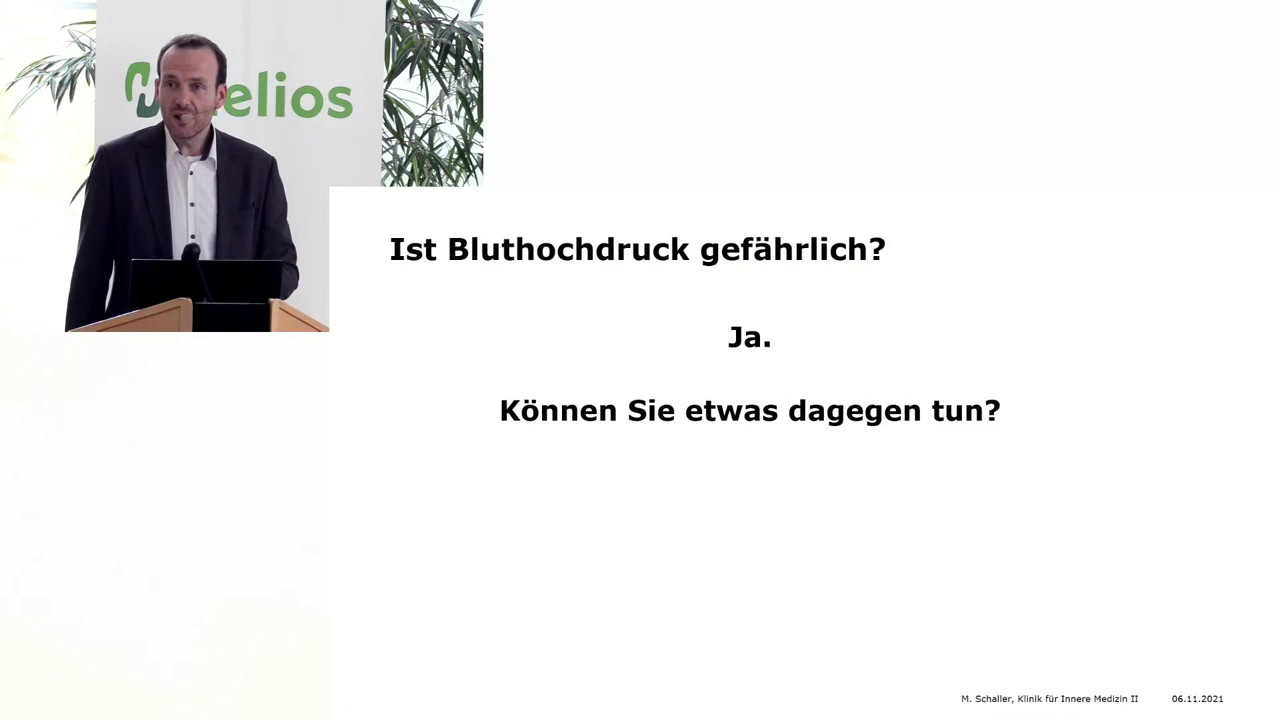 elios
Ist Bluthochdruck gefährlich?
Ja.
Können Sie etwas dagegen tun?
M. Schaller, Klinik für Innere Medizin II 06.11.2021